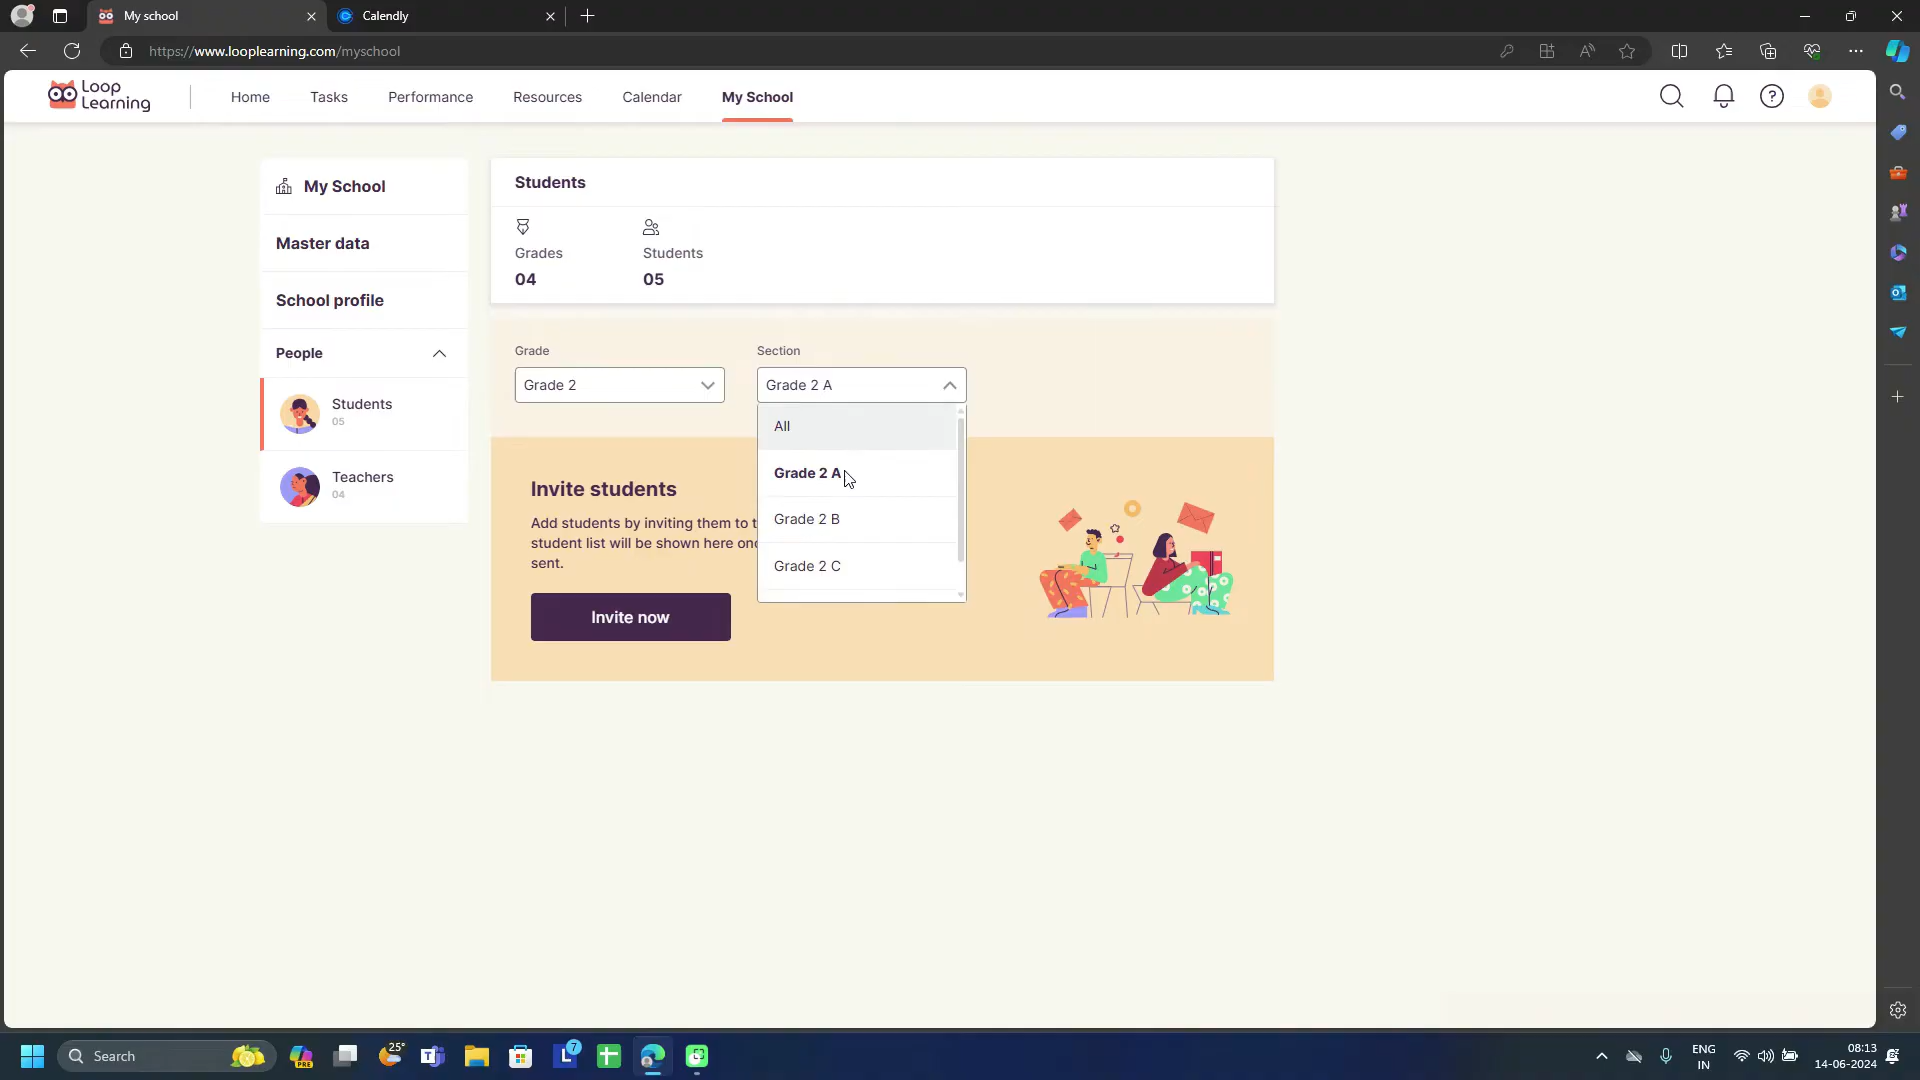 My school
Calendly
https://www.looplearning.com/myschool
Loop
Learning
Home
Tasks
Performance
Resources
Calendar
My School
My School
Master data
School profile
People
Students
05
Teachers
04
Students
Grades
04
Students
05
Grade
Section
Grade 2
Grade 2 A
All
Grade 2 A
Grade 2 B
Grade 2 C
Invite students
Add students by inviting them to t
student list will be shown here on
sent.
Invite now
Search
PRE
25°
7
ENG
IN
08:13
14-06-2024